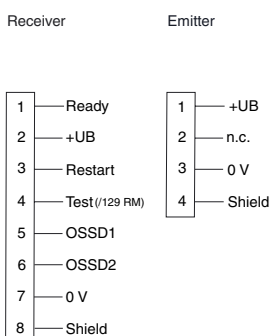 Receiver Emitter
1 Ready
2 +UB
3 Restart
4 Test (/129 RM)
5 OSSD1
6 OSSD2
7 0 V
8 Shield
1 +UB
2 n.c.
3 0 V
4 Shield